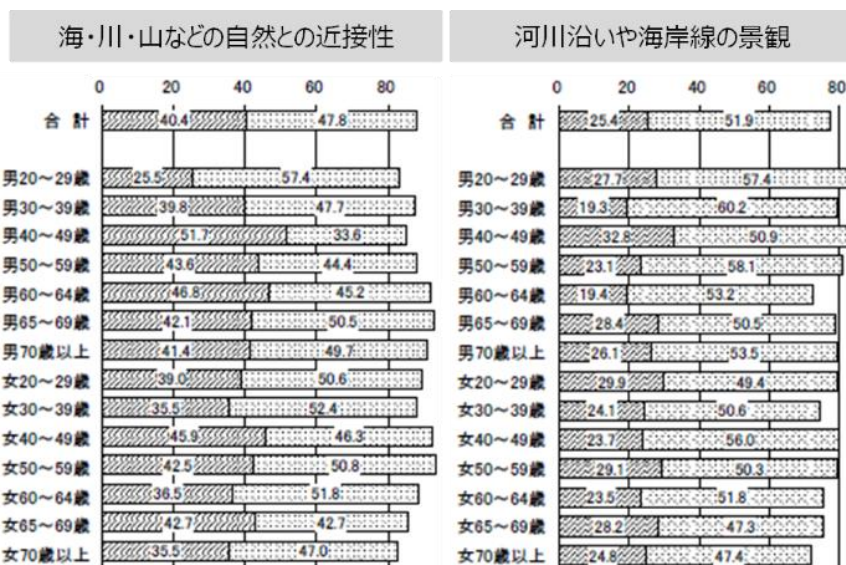 海・川・山などの自然との近接性 河川沿いや海岸線の景観
0 20 40 60 80 0 20 40 60 80
合計 40.4 47.8 合計 25.4 51.9
男20～29歳 25.5 57.4 男20～29歳 27.7 57.4
男30～39歳 39.8 47.7 男30～39歳 19.3 60.2
男40～49歳 51.7 33.6 男40～49歳 32.8 50.9
男50～59歳 43.6 44.4 男50～59歳 23.1 58.1
男60～64歳 46.8 45.2 男60～64歳 19.4 53.2
男65～69歳 42.1 50.5 男65～69歳 28.4 50.5
男70歳以上 41.4 49.7 男70歳以上 26.1 53.5
女20～29歳 39.0 50.6 女20～29歳 29.9 49.4
女30～39歳 35.5 52.4 女30～39歳 24.1 50.6
女40～49歳 45.9 46.3 女40～49歳 23.7 56.0
女50～59歳 42.5 50.8 女50～59歳 29.1 50.3
女60～64歳 36.5 51.8 女60～64歳 23.5 51.8
女65～69歳 42.7 42.7 女65～69歳 28.2 47.3
女70歳以上 35.5 47.0 女70歳以上 24.8 47.4